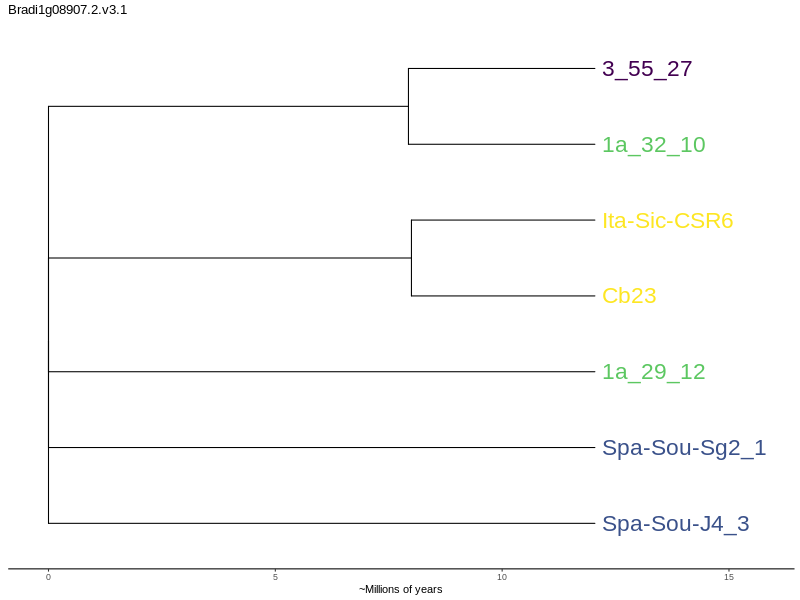 Bradi1g08907.2.v3.1
3_55_27
1a_32_10
Ita-Sic-CSR6
Cb23
1a_29_12
Spa-Sou-Sg2_1
Spa-Sou-J4_3
0 5 10 15
~Millions of years